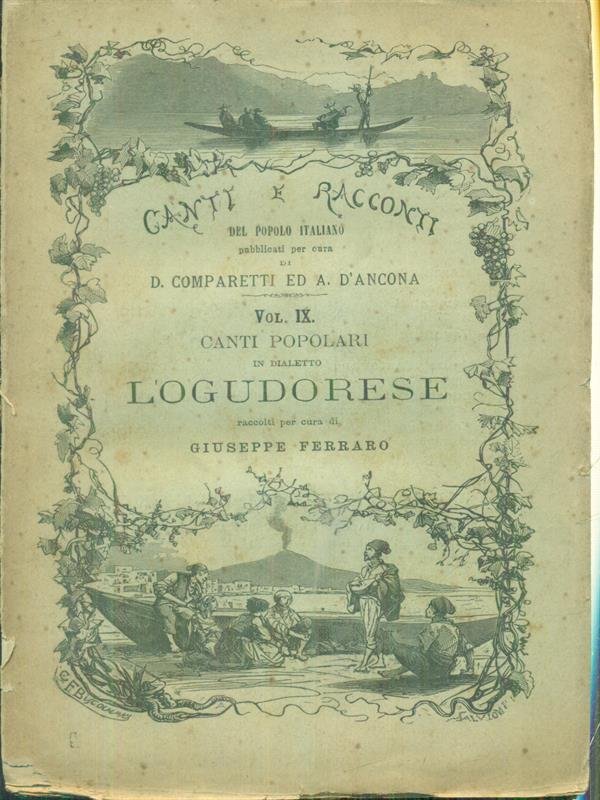 CANTI E RACCONTI
DEL POPOLO ITALIANO
pubblicati per cura
DI
D. COMPARETTI ED A. D'ANCONA
VOL. IX.
CANTI POPOLARI
IN DIALETTO
L'OGUDORESE
raccolti per cura di
GIUSEPPE FERRARO